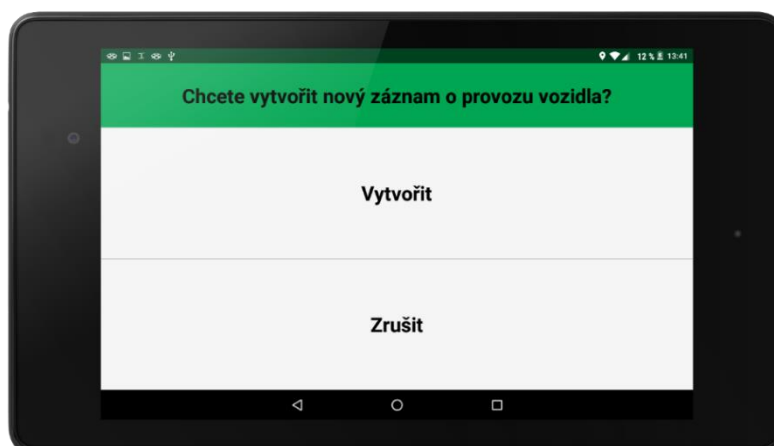 12 % 13:41
Chcete vytvořit nový záznam o provozu vozidla?
Vytvořit
Zrušit